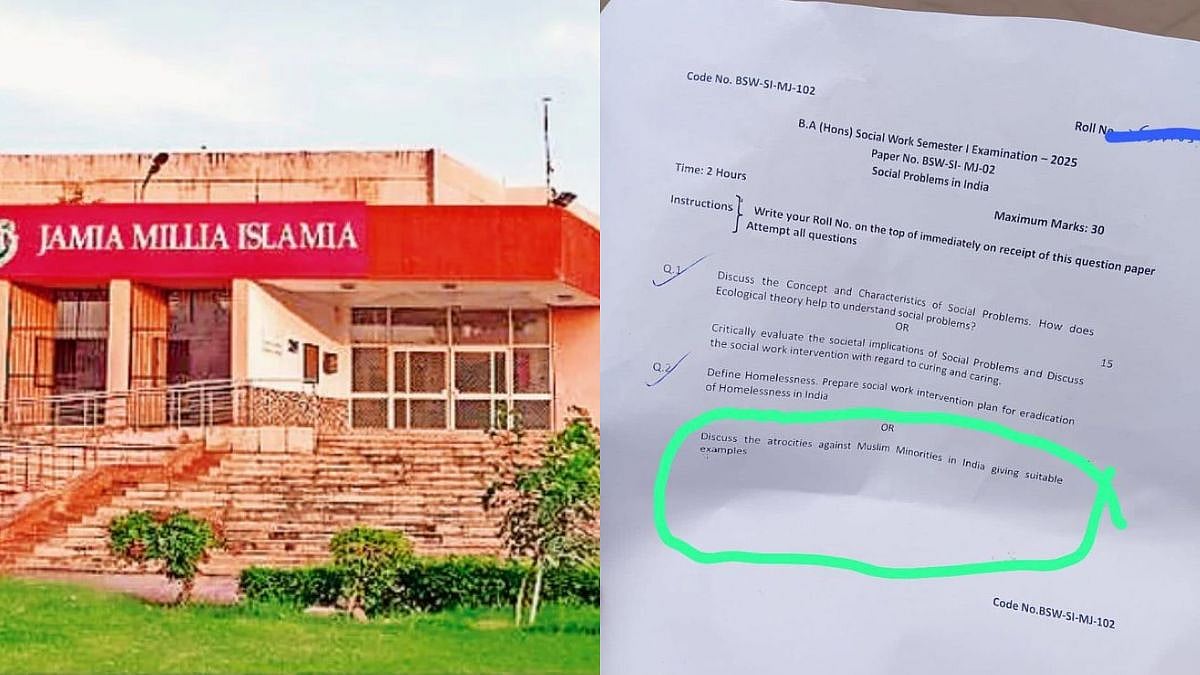 JAMIA MILLIA ISLAMIA
Code No. BSW-SI-MJ-102
Roll No.
B.A (Hons) Social Work Semester I Examination – 2025
Paper No. BSW-SI- MJ-02
Social Problems in India
Time: 2 Hours
Maximum Marks: 30
Instructions
Write your Roll No. on the top of immediately on receipt of this question paper
Attempt all questions
Q.1
Discuss the Concept and Characteristics of Social Problems. How does
Ecological theory help to understand social problems?
OR
Critically evaluate the societal implications of Social Problems and Discuss
the social work intervention with regard to curing and caring.
15
Q.2
Define Homelessness. Prepare social work intervention plan for eradication
of Homelessness in India
OR
Discuss the atrocities against Muslim Minorities in India giving suitable
examples
Code No.BSW-SI-MJ-102